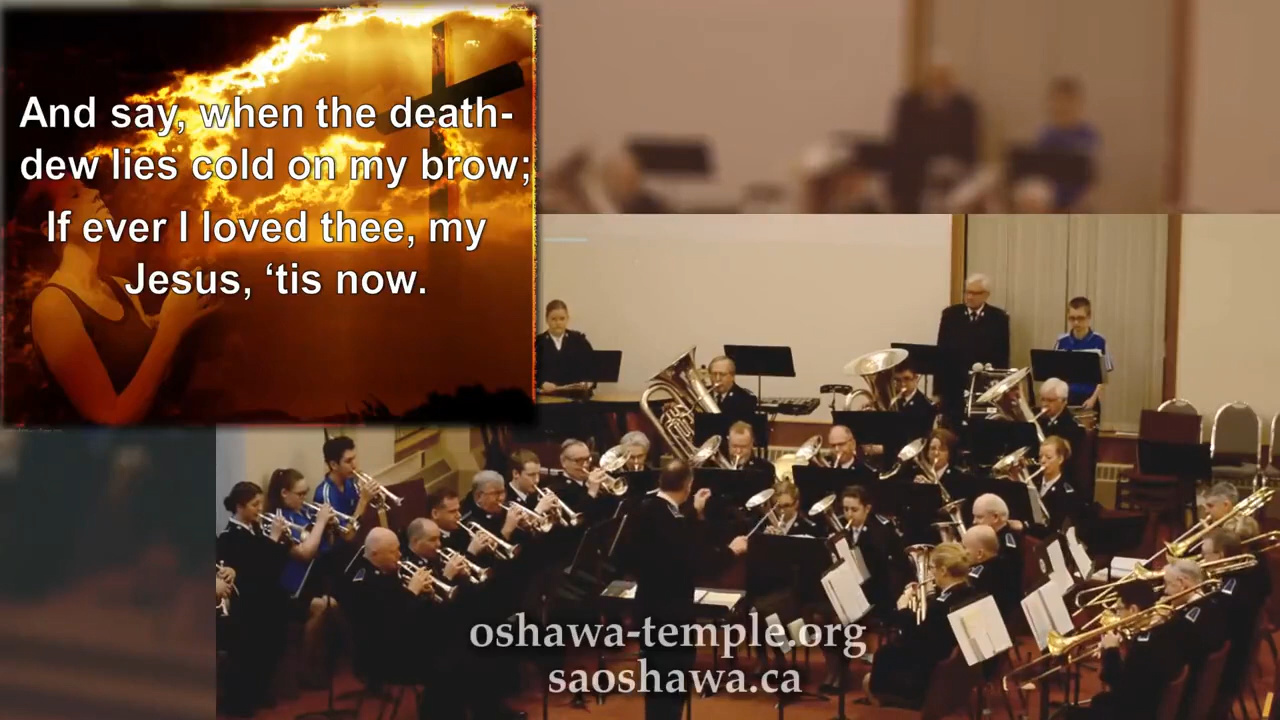 And say, when the death-
dew lies cold on my brow;
If ever I loved thee, my
Jesus, ‘tis now.
oshawa-temple.org
saoshawa.ca